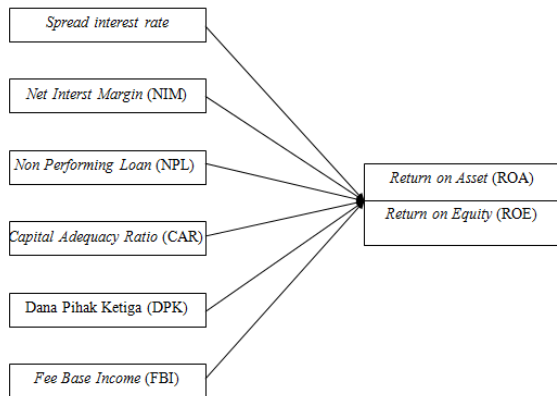 Spread interest rate
Net Interst Margin (NIM)
Non Performing Loan (NPL)
Capital Adequacy Ratio (CAR)
Dana Pihak Ketiga (DPK)
Fee Base Income (FBI)
Return on Asset (ROA)
Return on Equity (ROE)